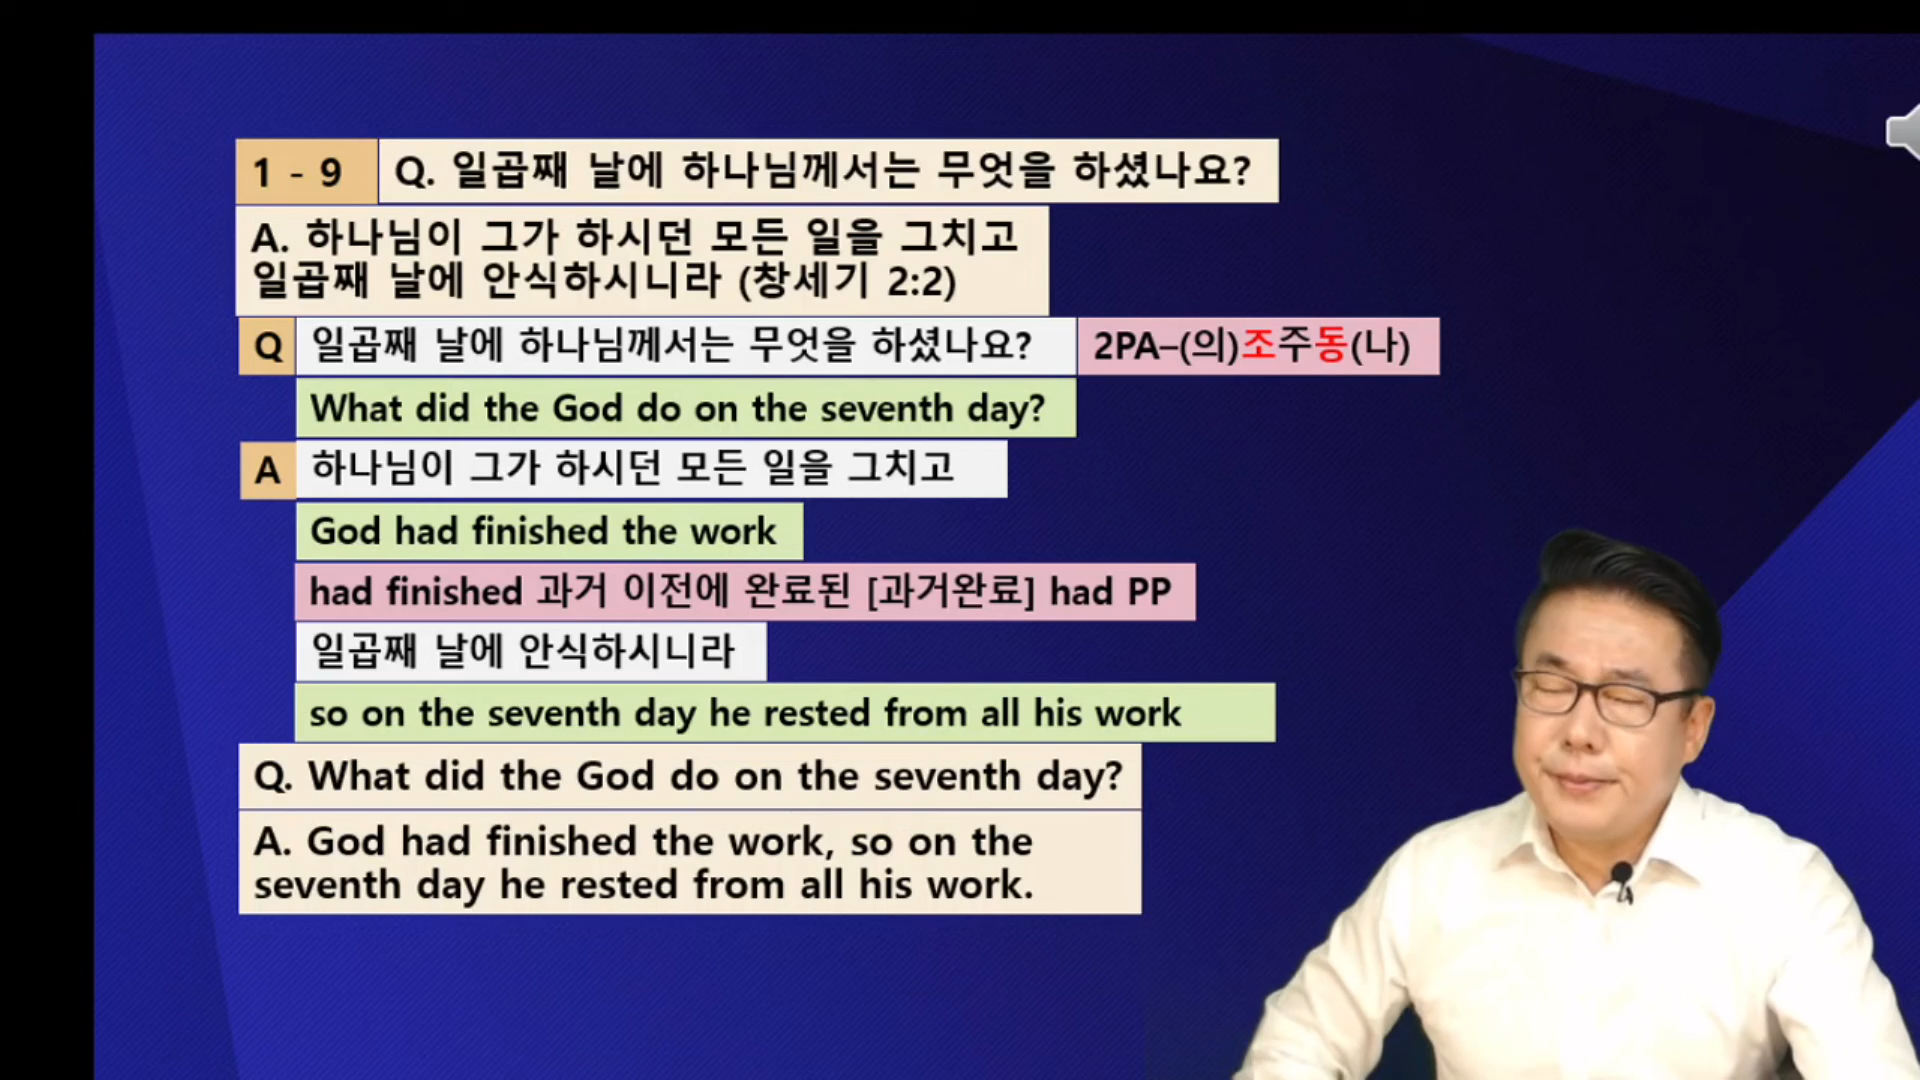 1 - 9
Q. 일곱째 날에 하나님께서는 무엇을 하셨나요?
A. 하나님이 그가 하시던 모든 일을 그치고
일곱째 날에 안식하시니라 (창세기 2:2)
Q
일곱째 날에 하나님께서는 무엇을 하셨나요?
2PA–(의)조주동(나)
What did the God do on the seventh day?
A
하나님이 그가 하시던 모든 일을 그치고
God had finished the work
had finished 과거 이전에 완료된 [과거완료] had PP
일곱째 날에 안식하시니라
so on the seventh day he rested from all his work
Q. What did the God do on the seventh day?
A. God had finished the work, so on the
seventh day he rested from all his work.